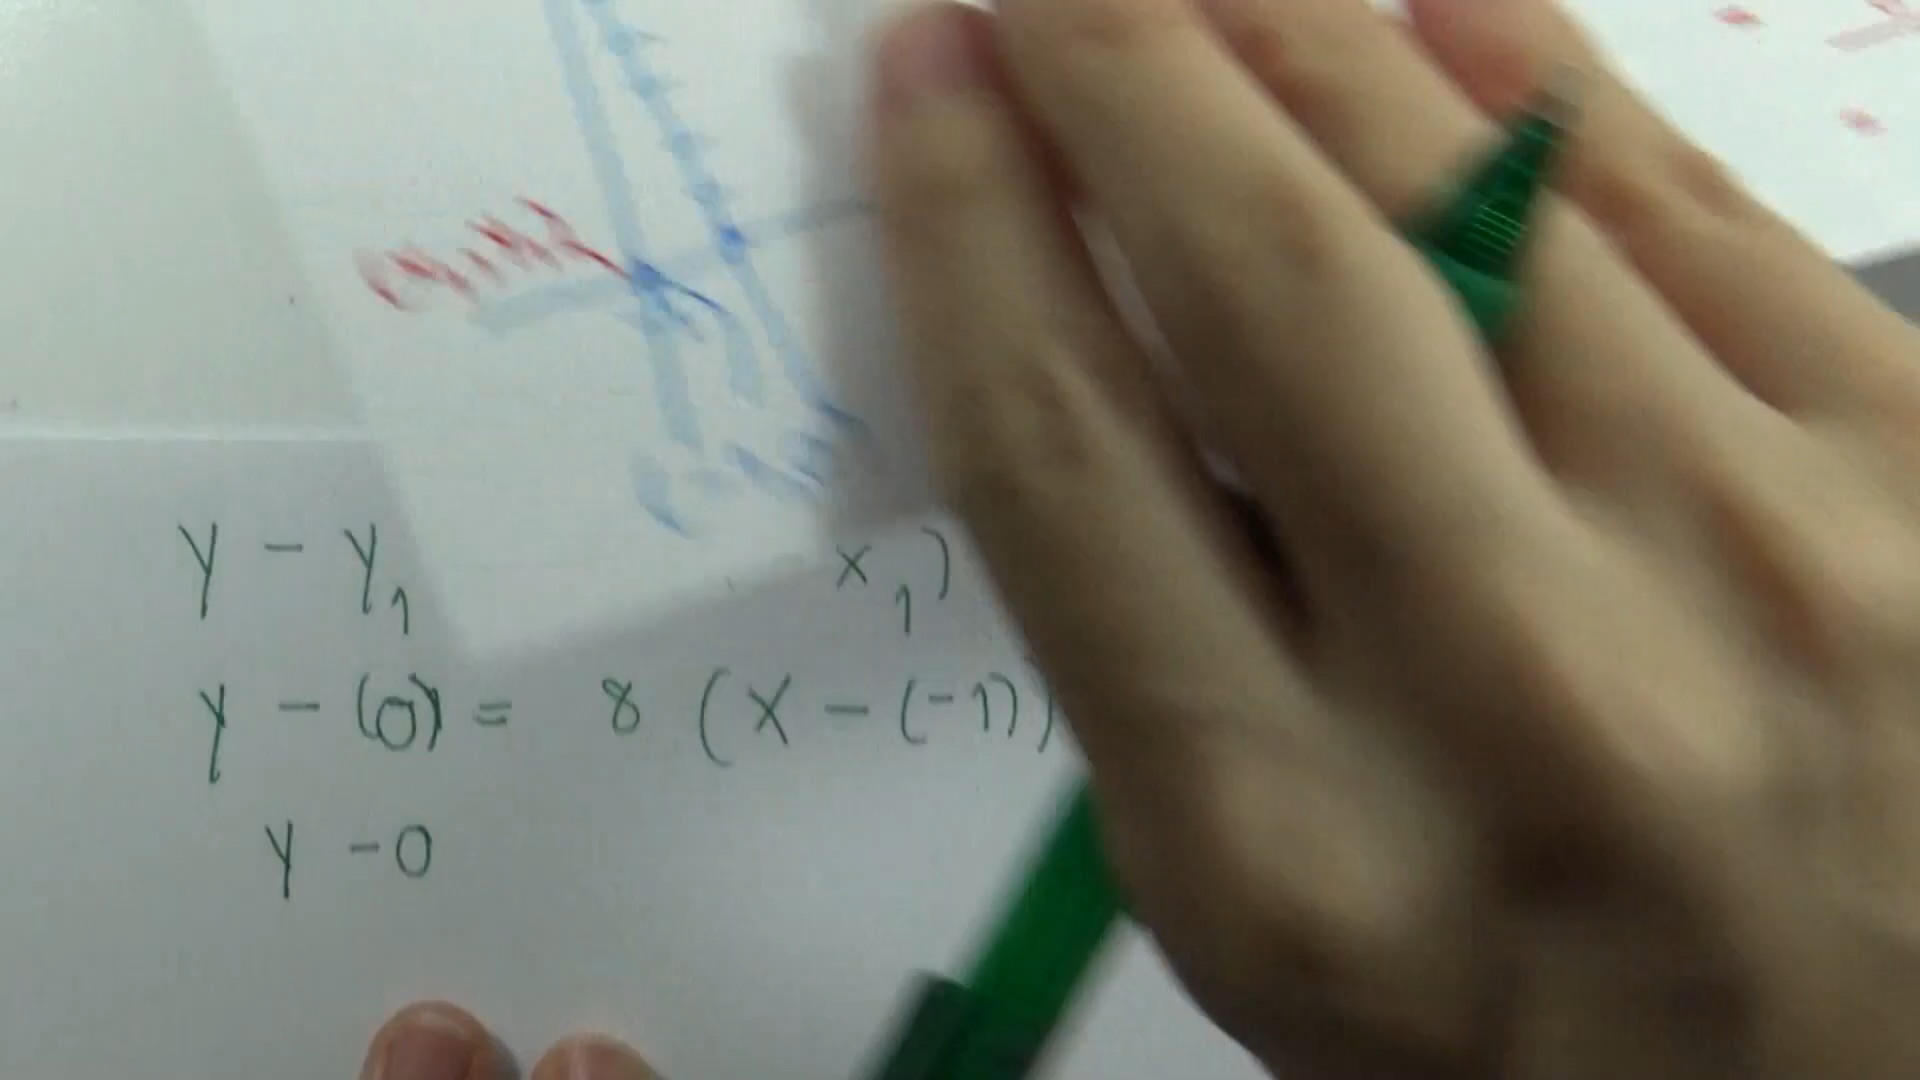 y - y₁ x₁)
y - (0) = 8 (x - (-1))
y - 0